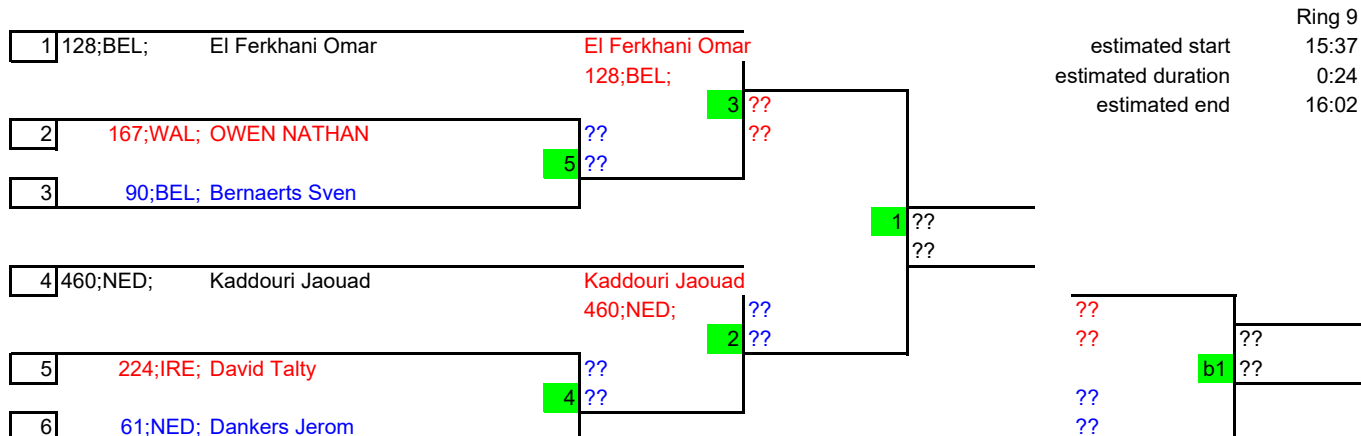 Ring 9
1 128;BEL; El Ferkhani Omar El Ferkhani Omar estimated start 15:37
128;BEL; estimated duration 0:24
3 ?? estimated end 16:02
2 167;WAL; OWEN NATHAN ?? ??
5 ??
3 90;BEL; Bernaerts Sven
1 ??
??
4 460;NED; Kaddouri Jaouad Kaddouri Jaouad
460;NED; ?? ??
2 ?? ?? ??
5 224;IRE; David Talty ?? b1 ??
4 ?? ??
6 61;NED; Dankers Jerom ??